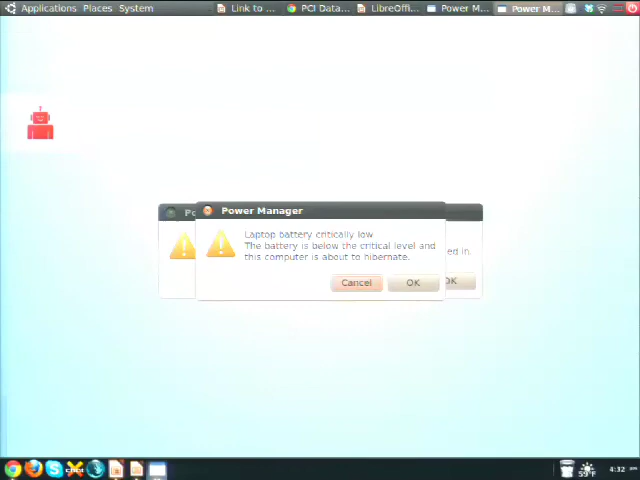 Applications Places System
Link to ...
PCI Data...
LibreOffi...
Power M...
Power M...
Power Manager
Laptop battery critically low
The battery is below the critical level and
this computer is about to hibernate.
ed in.
Cancel
OK
OK
59°F
4:32